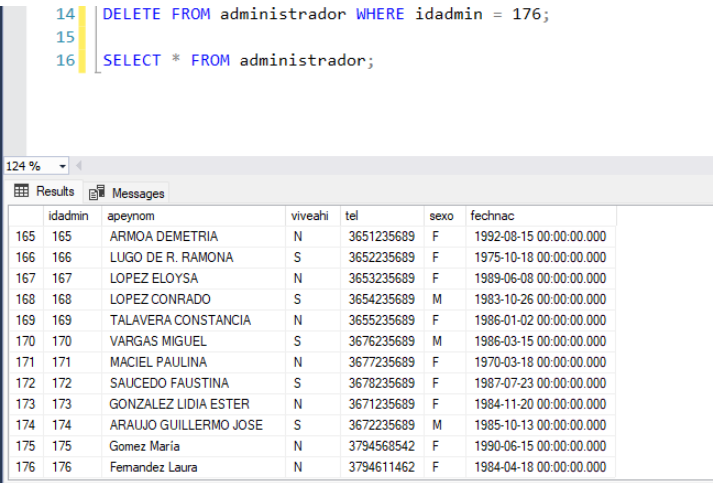 14 DELETE FROM administrador WHERE idadmin = 176;
15
16 SELECT * FROM administrador;
124 %
Results Messages
idadmin apeynom viveahi tel sexo fechnac
165 165 ARMOA DEMETRIA N 3651235689 F 1992-08-15 00:00:00.000
166 166 LUGO DE R. RAMONA S 3652235689 F 1975-10-18 00:00:00.000
167 167 LOPEZ ELOYSA N 3653235689 F 1989-06-08 00:00:00.000
168 168 LOPEZ CONRADO S 3654235689 M 1983-10-26 00:00:00.000
169 169 TALAVERA CONSTANCIA N 3655235689 F 1986-01-02 00:00:00.000
170 170 VARGAS MIGUEL S 3676235689 M 1986-03-15 00:00:00.000
171 171 MACIEL PAULINA N 3677235689 F 1970-03-18 00:00:00.000
172 172 SAUCEDO FAUSTINA S 3678235689 F 1987-07-23 00:00:00.000
173 173 GONZALEZ LIDIA ESTER N 3671235689 F 1984-11-20 00:00:00.000
174 174 ARAUJO GUILLERMO JOSE S 3672235689 M 1985-10-13 00:00:00.000
175 175 Gomez María N 3794568542 F 1990-06-15 00:00:00.000
176 176 Fernandez Laura N 3794611462 F 1984-04-18 00:00:00.000